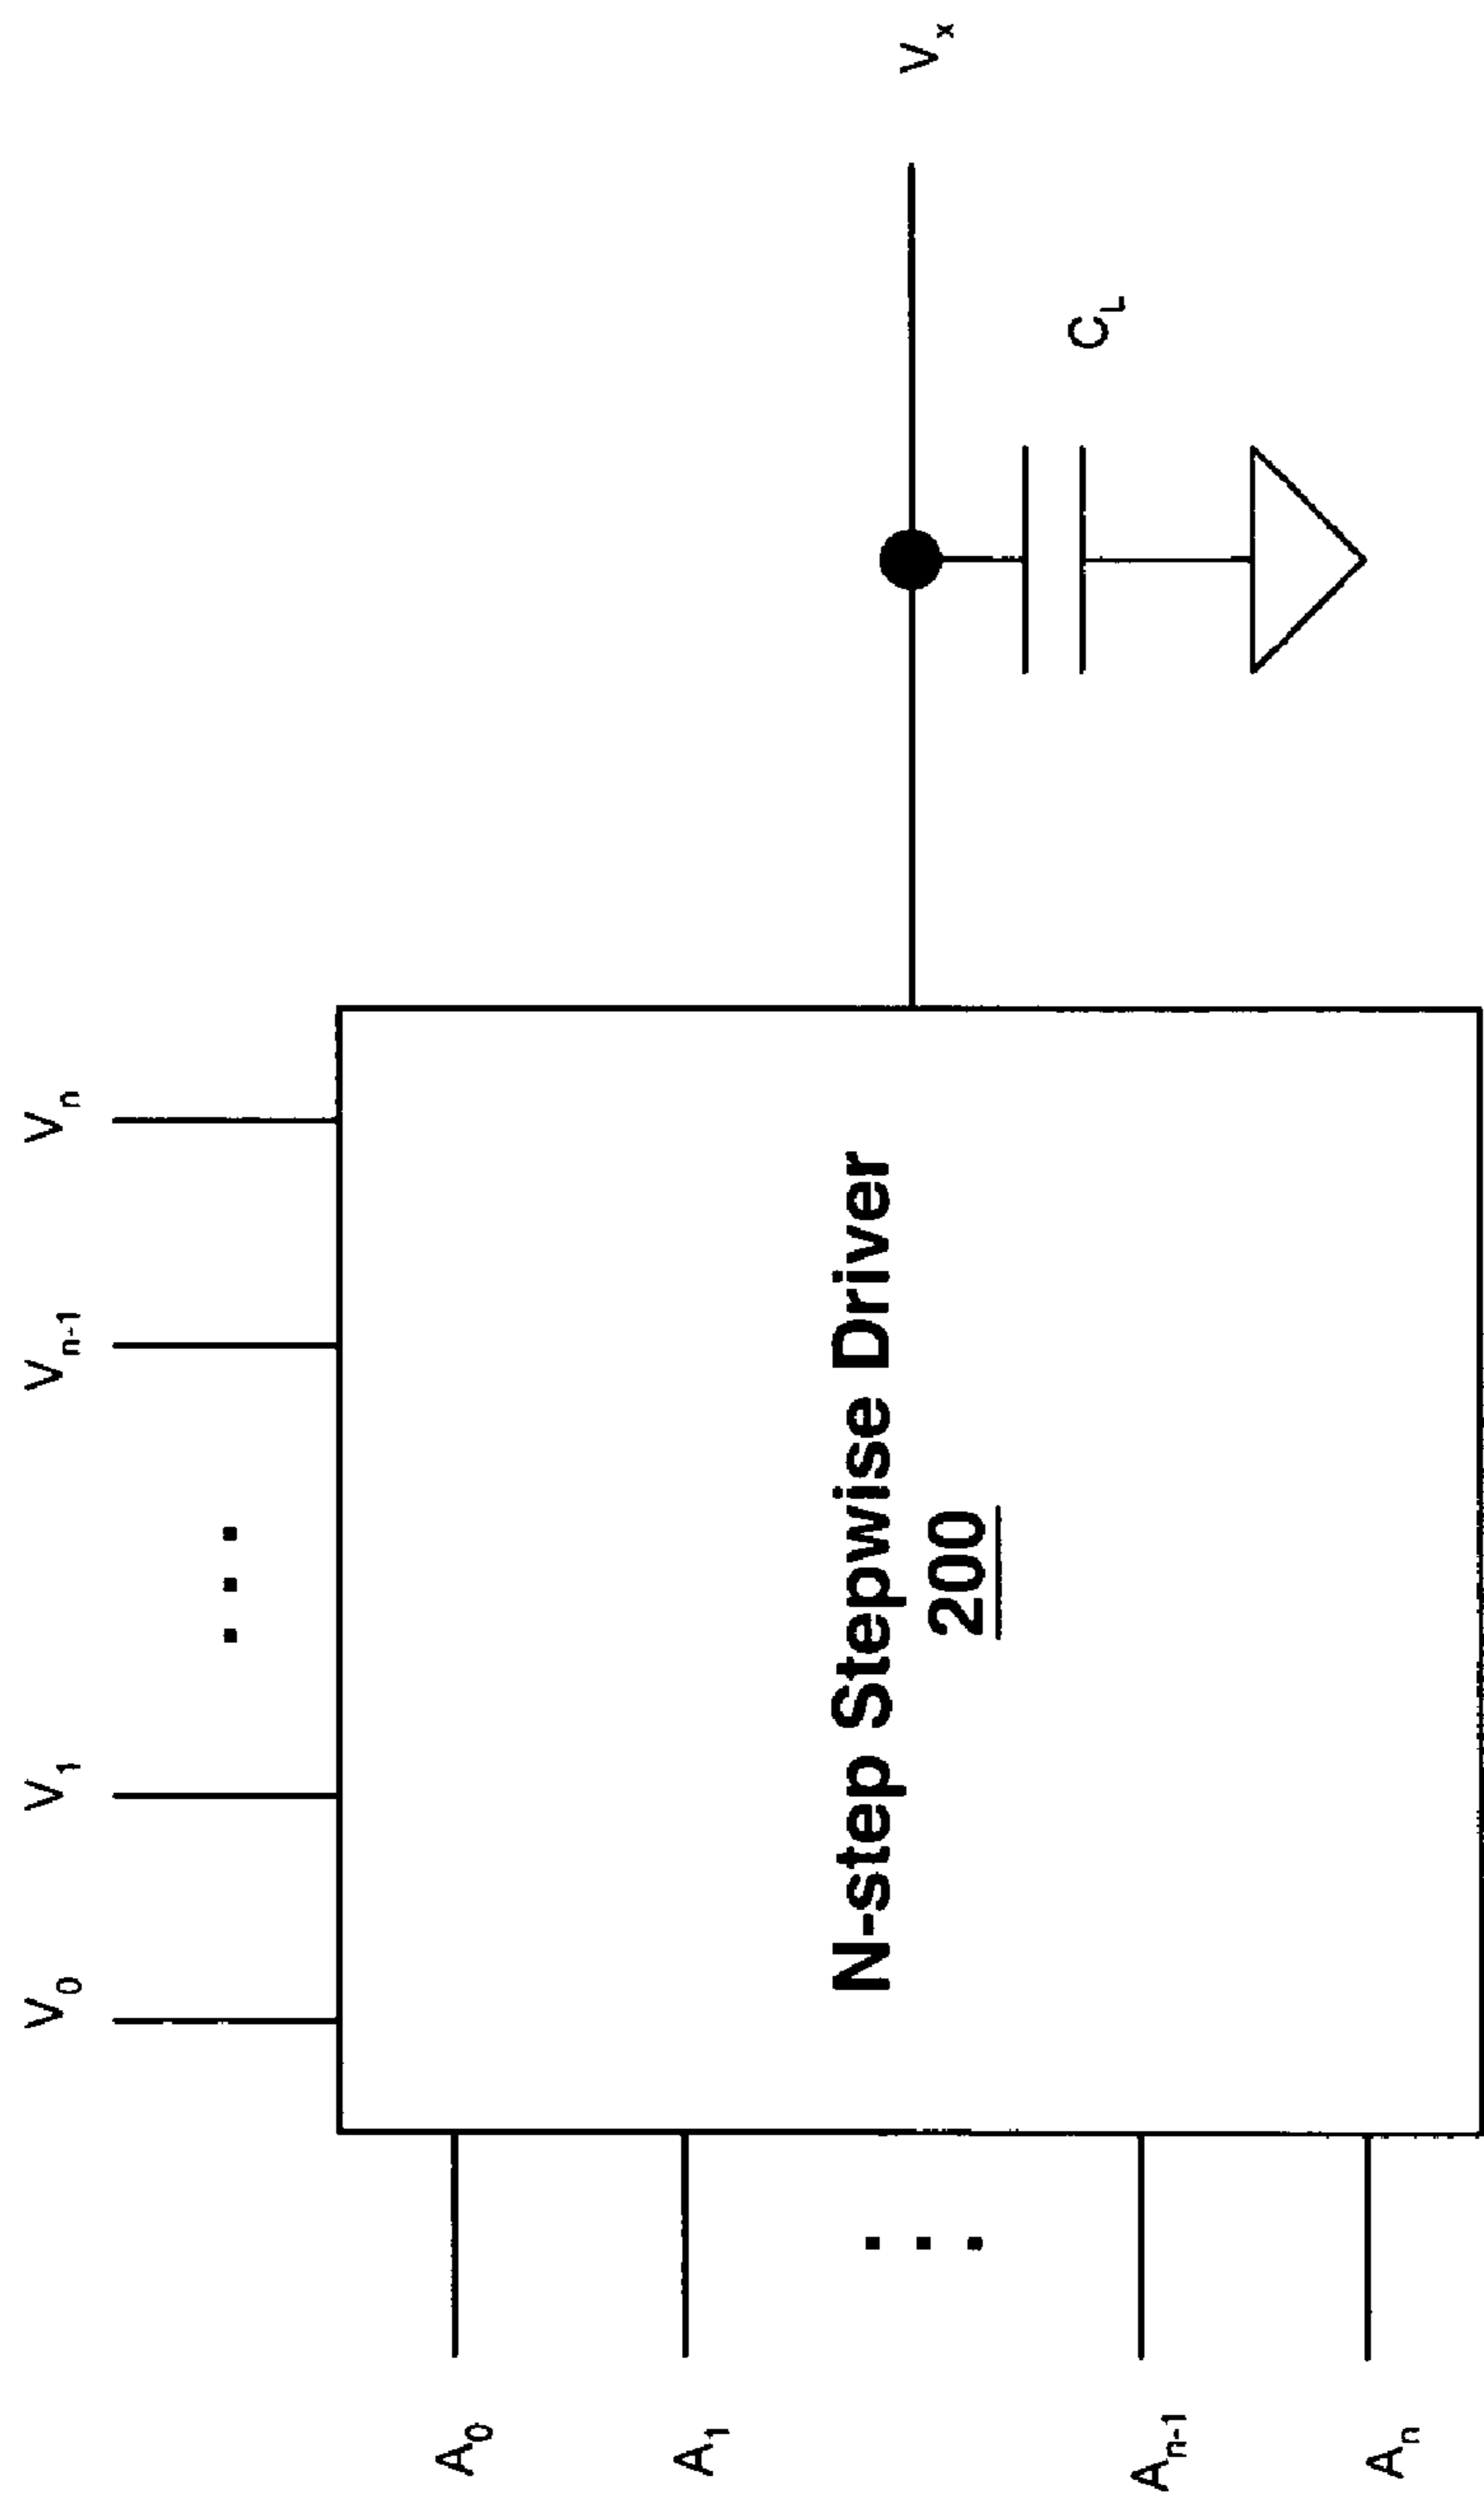 V0
V1
Vn-1
Vn
A0
A1
An-1
An
N-step Stepwise Driver
200
Vx
CL